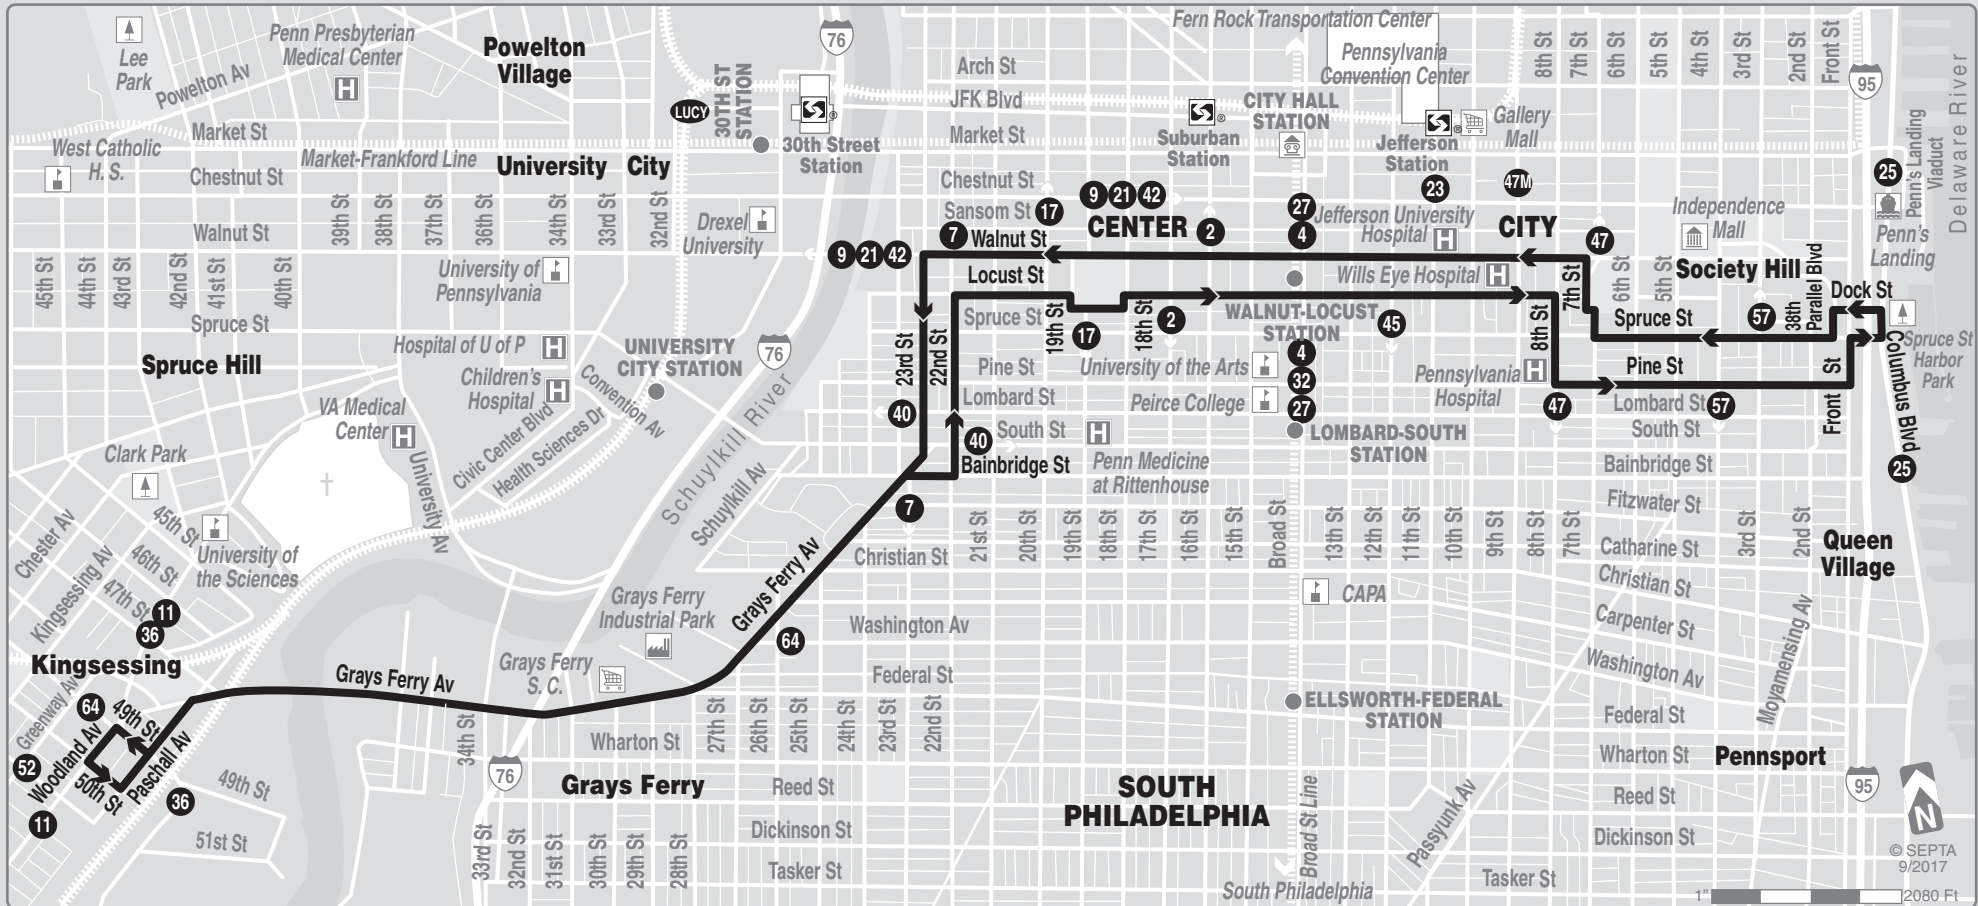 Lee
Park
Penn Presbyterian
Medical Center
H
Powelton Av
Powelton
Village
30TH ST
STATION
LUCY
76
30th Street
Station
Arch St
JFK Blvd
Market St
Fern Rock Transportation Center
Pennsylvania
Convention Center
CITY HALL
STATION
Suburban
Station
Jefferson
Station
Gallery
Mall
8th St
7th St
6th St
5th St
4th St
3rd St
2nd St
Front St
95
Delaware River
Penn's Landing
Viaduct
Market St
West Catholic
H. S.
Market-Frankford Line
University City
Chestnut St
Walnut St
39th St
38th St
37th St
36th St
34th St
33rd St
32nd St
Drexel
University
45th St
44th St
43rd St
42nd St
41st St
40th St
University of
Pennsylvania
9
21
42
Chestnut St
Sansom St
17
9
21
42
7
Walnut St
CENTER
2
27
4
Jefferson University
Hospital
H
23
47M
CITY
47
Independence
Mall
25
Penn's
Landing
Locust St
Wills Eye Hospital
H
7th St
6th St
5th St
Society Hill
38th
Parallel Blvd
Dock St
Spruce St
Spruce Hill
Hospital of U of P
H
Children's
Hospital
H
UNIVERSITY
CITY STATION
76
23rd St
22nd St
Spruce St
19th St
17
18th St
2
WALNUT-LOCUST
STATION
45
8th St
Spruce St
57
Spruce St
Harbor
Park
Columbus Blvd
Pine St
University of the Arts
4
32
27
Pennsylvania
Hospital
H
Pine St
Front St
Lombard St
Peirce College
47
Lombard St
57
VA Medical
Center
H
Civic Center Blvd
Health Sciences Dr
Convention Av
University Av
University Av
Schuylkill River
Schuylkill Av
40
40
South St
H
Bainbridge St
Penn Medicine
at Rittenhouse
LOMBARD-SOUTH
STATION
South St
Bainbridge St
25
Clark Park
Chester Av
Kingsessing Av
45th St
46th St
47th St
University of
the Sciences
7
Christian St
21st St
20th St
19th St
18th St
17th St
16th St
15th St
Broad St
13th St
12th St
11th St
10th St
9th St
8th St
7th St
Fitzwater St
Catharine St
Christian St
3rd St
2nd St
Queen
Village
11
36
Kingsessing
Grays Ferry
Industrial Park
Grays Ferry Av
64
Washington Av
CAPA
Carpenter St
Washington Av
Moyamensing Av
Grays Ferry Av
Grays Ferry
S. C.
Federal St
ELLSWORTH-FEDERAL
STATION
Federal St
Greenway Av
64
49th St
Woodland Av
50th St
Paschall Av
52
11
36
49th St
51st St
34th St
76
Wharton St
27th St
26th St
25th St
24th St
23rd St
22nd St
Wharton St
Pennsport
Grays Ferry
Reed St
SOUTH
PHILADELPHIA
Broad St Line
Passyunk Av
Reed St
95
N
33rd St
32nd St
31st St
30th St
29th St
28th St
Dickinson St
Tasker St
South Philadelphia
Dickinson St
Tasker St
© SEPTA
9/2017
1" 2080 Ft